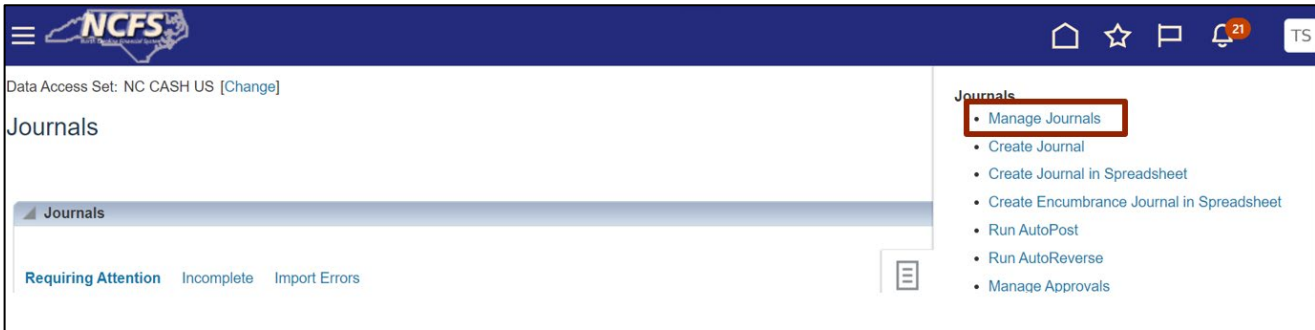 NCFS
21
TS
Data Access Set: NC CASH US [Change]
Journals
Journals
Requiring Attention Incomplete Import Errors
Journals
• Manage Journals
• Create Journal
• Create Journal in Spreadsheet
• Create Encumbrance Journal in Spreadsheet
• Run AutoPost
• Run AutoReverse
• Manage Approvals